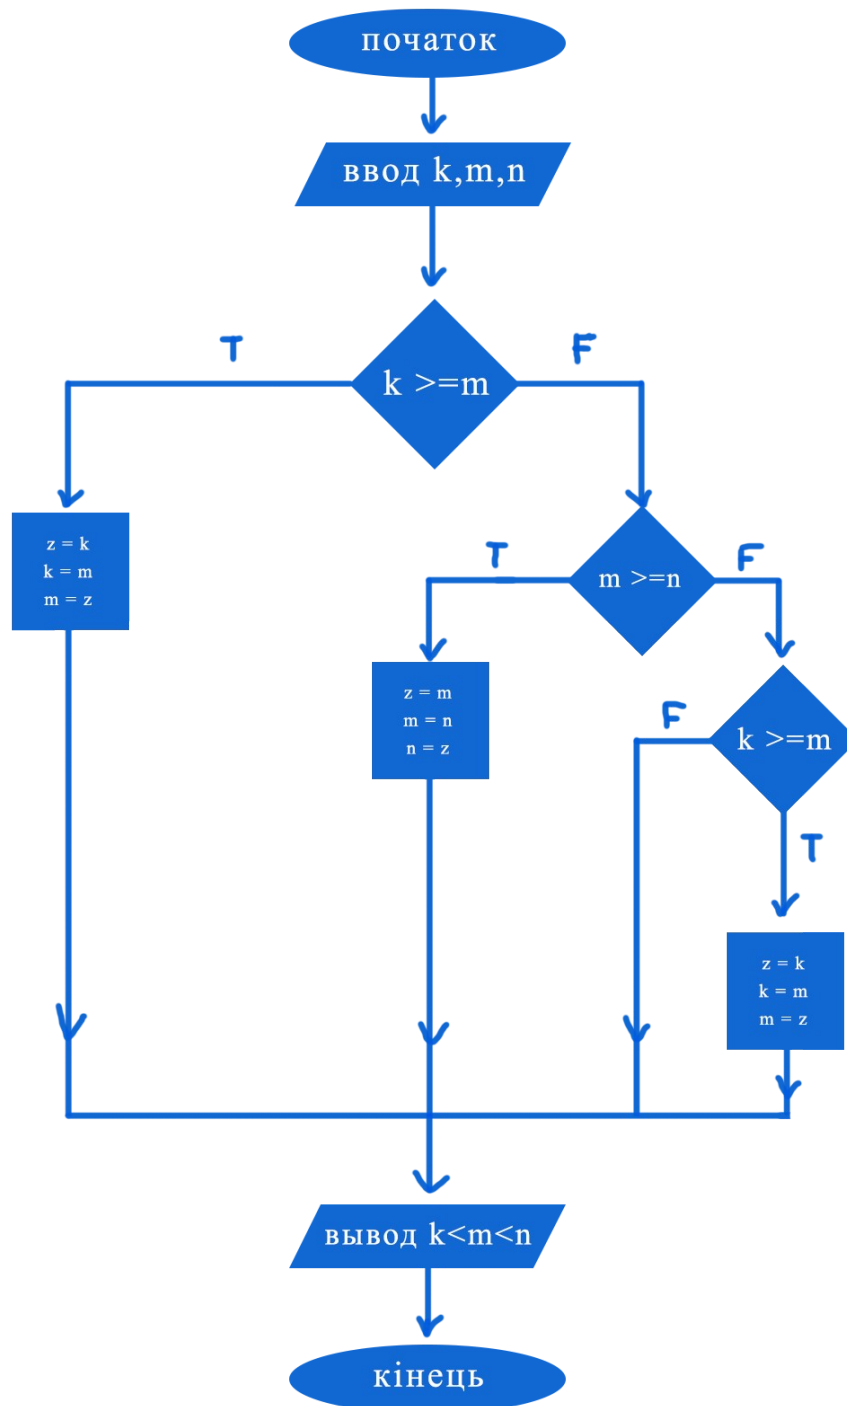 початок
ввод k,m,n
T
F
k >=m
z = k
k = m
m = z
T
m >=n
F
z = m
m = n
n = z
F
k >=m
T
z = k
k = m
m = z
вывод k<m<n
кінець